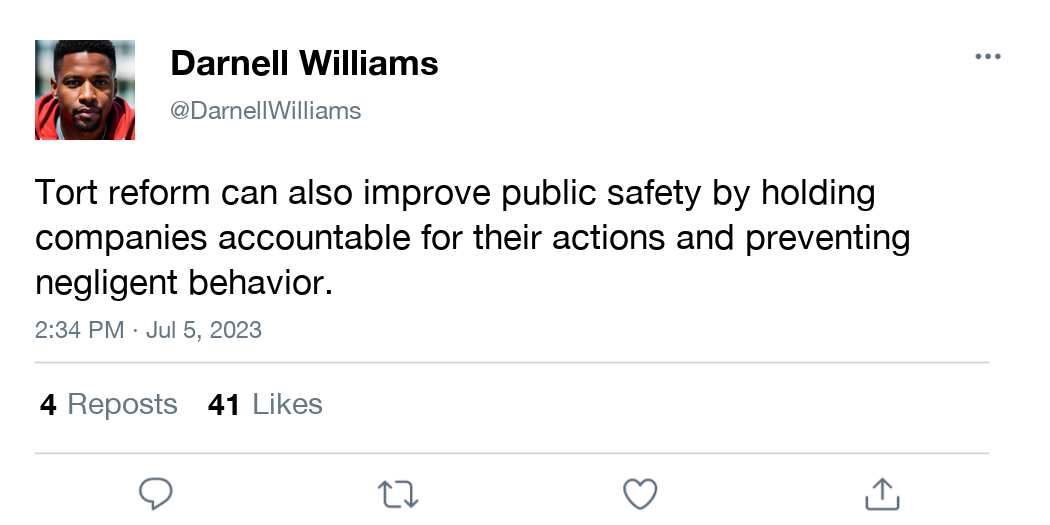 Darnell Williams
@DarnellWilliams
Tort reform can also improve public safety by holding
companies accountable for their actions and preventing
negligent behavior.
2:34 PM · Jul 5, 2023
4 Reposts 41 Likes